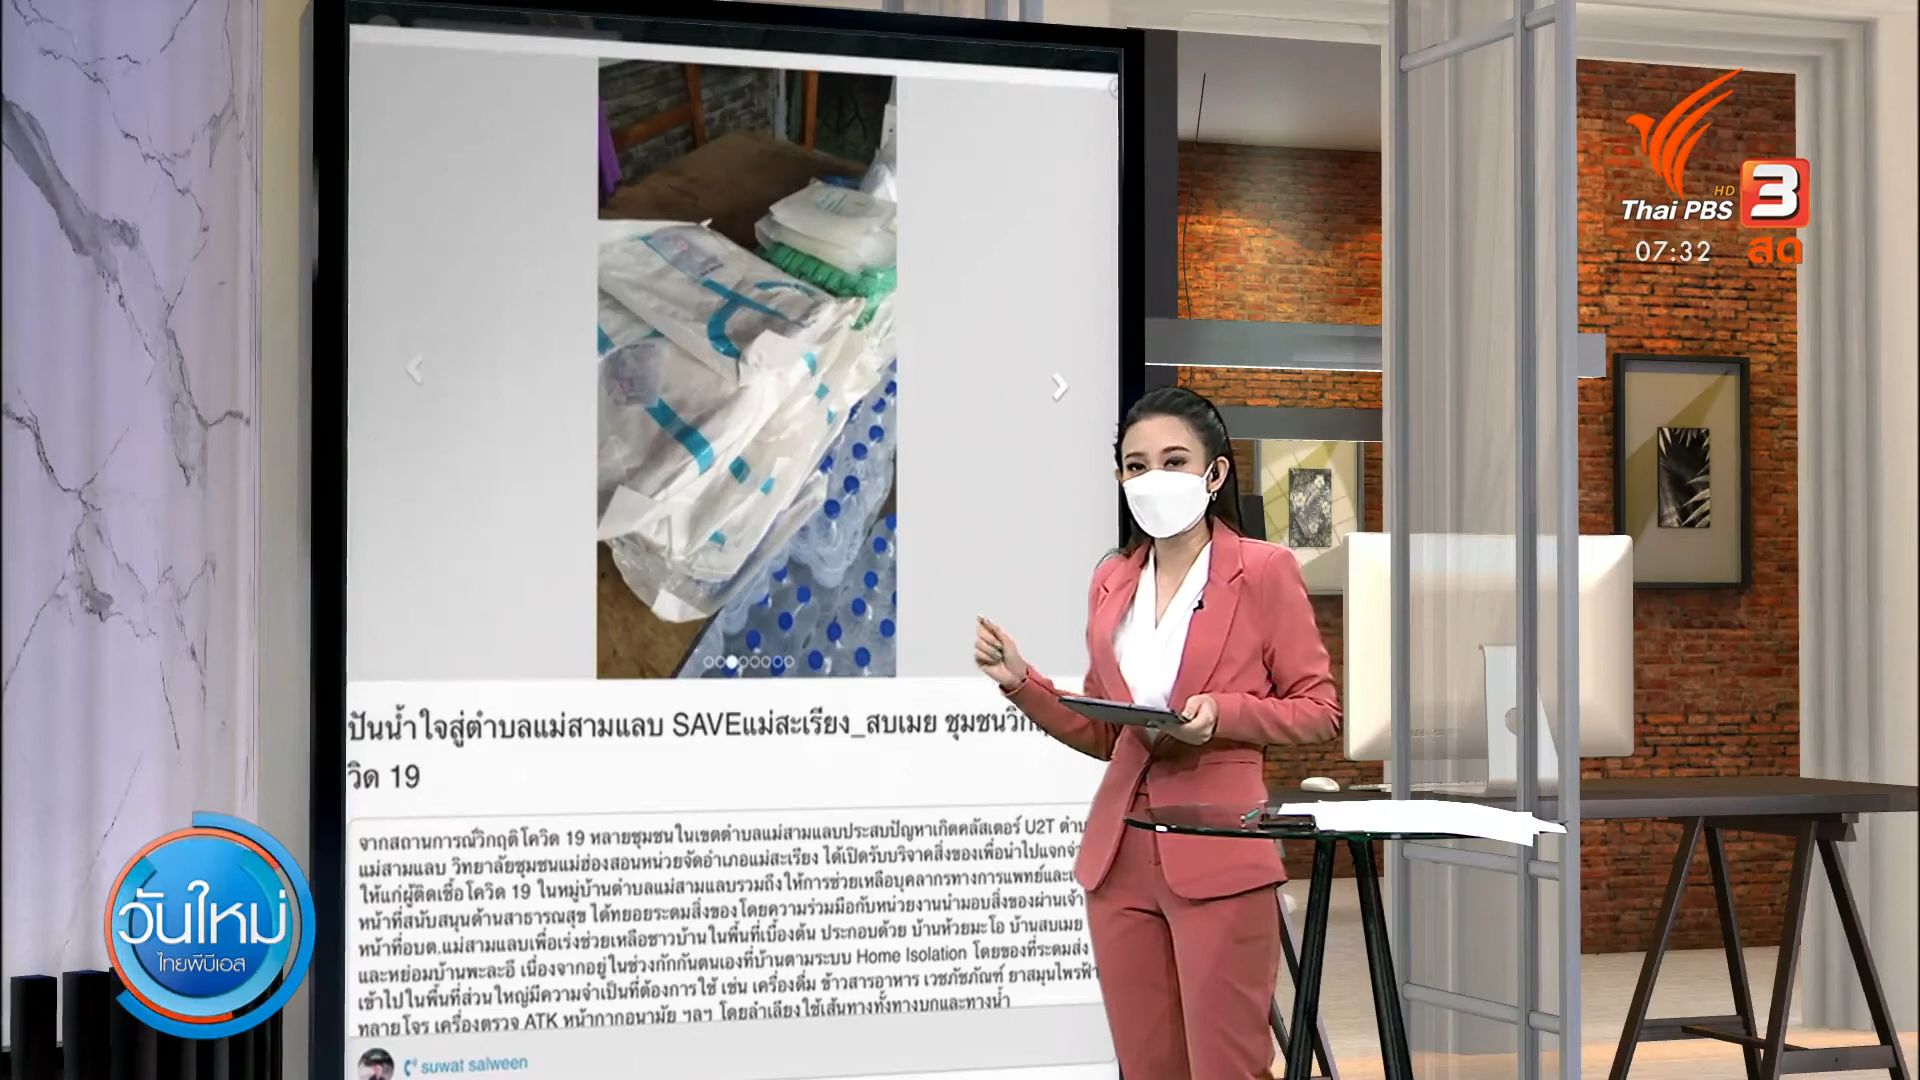 HD
Thai PBS 3
07:32 สด
ปันน้ำใจสู่ตำบลแม่สามแลบ SAVEแม่สะเรียง_สบเมย ชุมชนวิก
วิด 19
จากสถานการณ์วิกฤติโควิด 19 หลายชุมชนในเขตตำบลแม่สามแลบประสบปัญหาเกิดคลัสเตอร์ U2T ตำบ
แม่สามแลบ วิทยาลัยชุมชนแม่ฮ่องสอนหน่วยจัดอำเภอแม่สะเรียง ได้เปิดรับบริจาคสิ่งของเพื่อนำไปแจกจ่า
ให้แก่ผู้ติดเชื้อโควิด 19 ในหมู่บ้านตำบลแม่สามแลบรวมถึงให้การช่วยเหลือบุคลากรทางการแพทย์และเ
หน้าที่สนับสนุนด้านสาธารณสุข ได้ทยอยระดมสิ่งของโดยความร่วมมือกับหน่วยงานนำมอบสิ่งของผ่านเจ้า
หน้าที่อบต.แม่สามแลบเพื่อเร่งช่วยเหลือชาวบ้านในพื้นที่เบื้องต้น ประกอบด้วย บ้านห้วยมะโอ บ้านสบเมย
และหย่อมบ้านพะละอึ เนื่องจากอยู่ในช่วงกักกันตนเองที่บ้านตามระบบ Home Isolation โดยของที่ระดมส่ง
เข้าไปในพื้นที่ส่วนใหญ่มีความจำเป็นที่ต้องการใช้ เช่น เครื่องดื่ม ข้าวสารอาหาร เวชภัชภัณฑ์ ยาสมุนไพรฟ้า
ทลายโจร เครื่องตรวจ ATK หน้ากากอนามัย ฯลฯ โดยลำเลียงใช้เส้นทางทั้งทางบกและทางน้ำ
suwat salween
วันใหม่
ไทยพีบีเอส